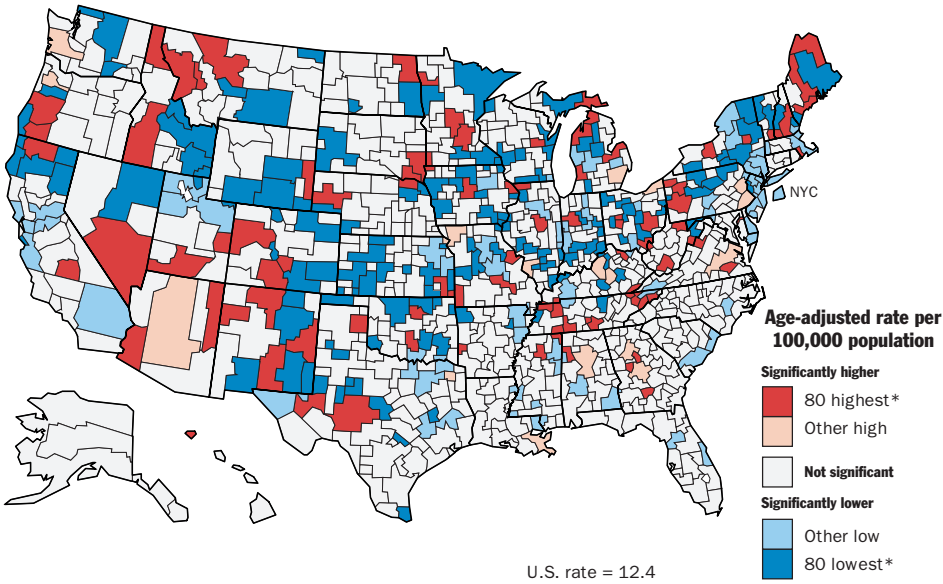 NYC
Age-adjusted rate per
100,000 population
Significantly higher
80 highest*
Other high
Not significant
Significantly lower
Other low
80 lowest*
U.S. rate = 12.4